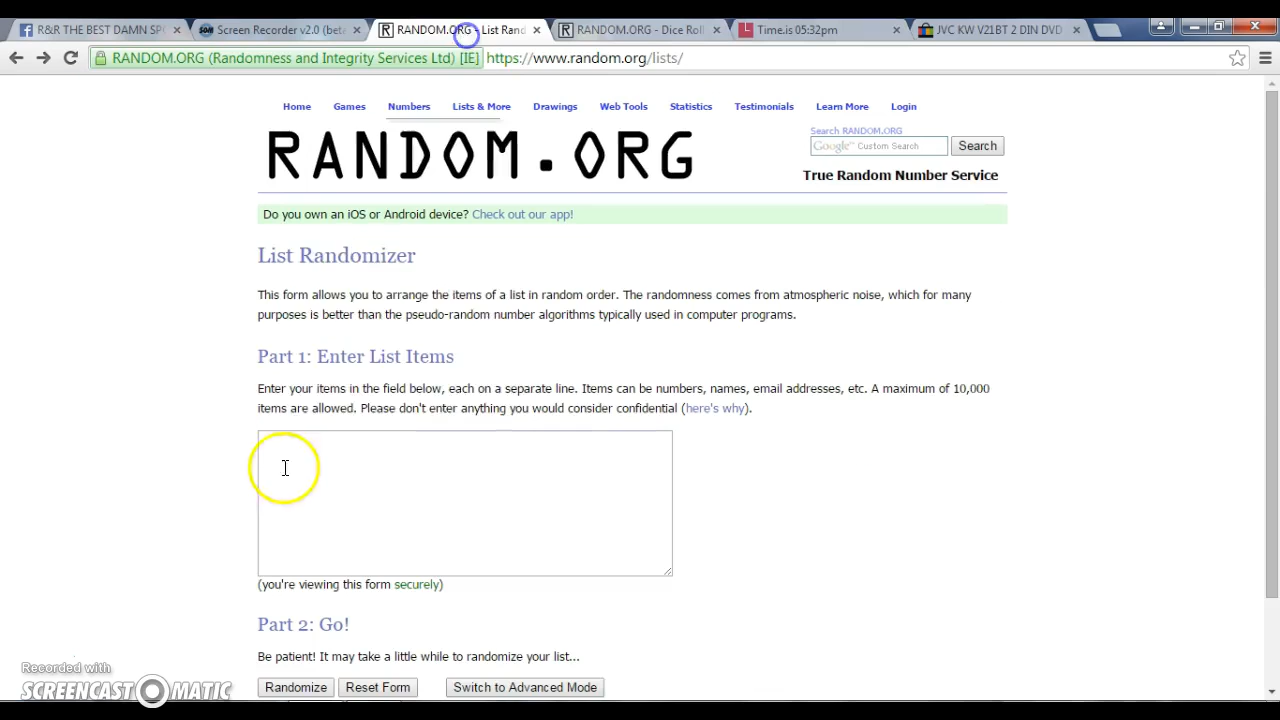 R&R THE BEST DAMN SP
Screen Recorder v2.0 (bet
RANDOM.ORG - List Ran
RANDOM.ORG - Dice Roll
Time.is 05:32pm
JVC KW V21BT 2 DIN DVD
RANDOM.ORG (Randomness and Integrity Services Ltd) [IE] https://www.random.org/lists/
Home Games Numbers Lists & More Drawings Web Tools Statistics Testimonials Learn More Login
RANDOM.ORG
Search RANDOM.ORG
Google™ Custom Search Search
True Random Number Service
Do you own an iOS or Android device? Check out our app!
List Randomizer
This form allows you to arrange the items of a list in random order. The randomness comes from atmospheric noise, which for many
purposes is better than the pseudo-random number algorithms typically used in computer programs.
Part 1: Enter List Items
Enter your items in the field below, each on a separate line. Items can be numbers, names, email addresses, etc. A maximum of 10,000
items are allowed. Please don't enter anything you would consider confidential (here's why).
(you're viewing this form securely)
Part 2: Go!
Be patient! It may take a little while to randomize your list...
Randomize Reset Form Switch to Advanced Mode
Recorded with
SCREENCAST MATIC